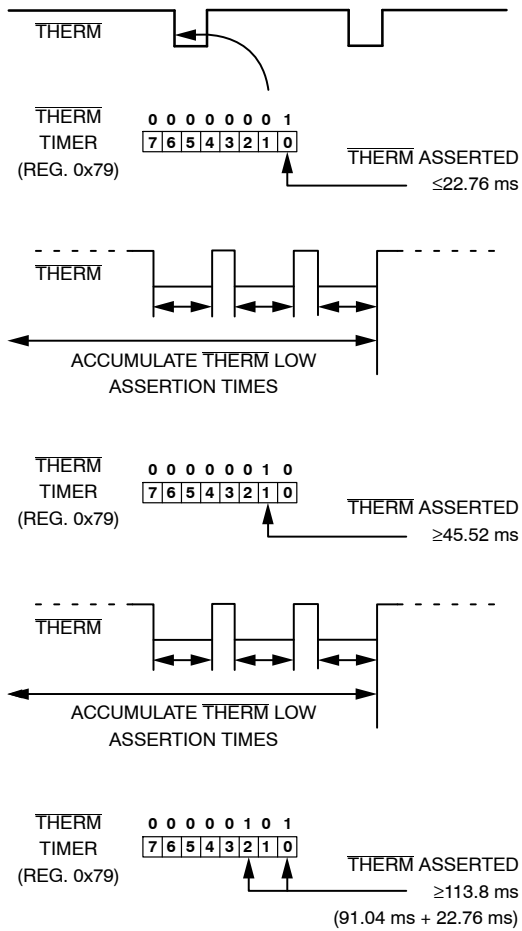 THERM
THERM
TIMER
(REG. 0x79)
0 0 0 0 0 0 0 1
7 6 5 4 3 2 1 0
THERM ASSERTED
≤22.76 ms
THERM
ACCUMULATE THERM LOW
ASSERTION TIMES
THERM
TIMER
(REG. 0x79)
0 0 0 0 0 0 1 0
7 6 5 4 3 2 1 0
THERM ASSERTED
≥45.52 ms
THERM
ACCUMULATE THERM LOW
ASSERTION TIMES
THERM
TIMER
(REG. 0x79)
0 0 0 0 0 1 0 1
7 6 5 4 3 2 1 0
THERM ASSERTED
≥113.8 ms
(91.04 ms + 22.76 ms)